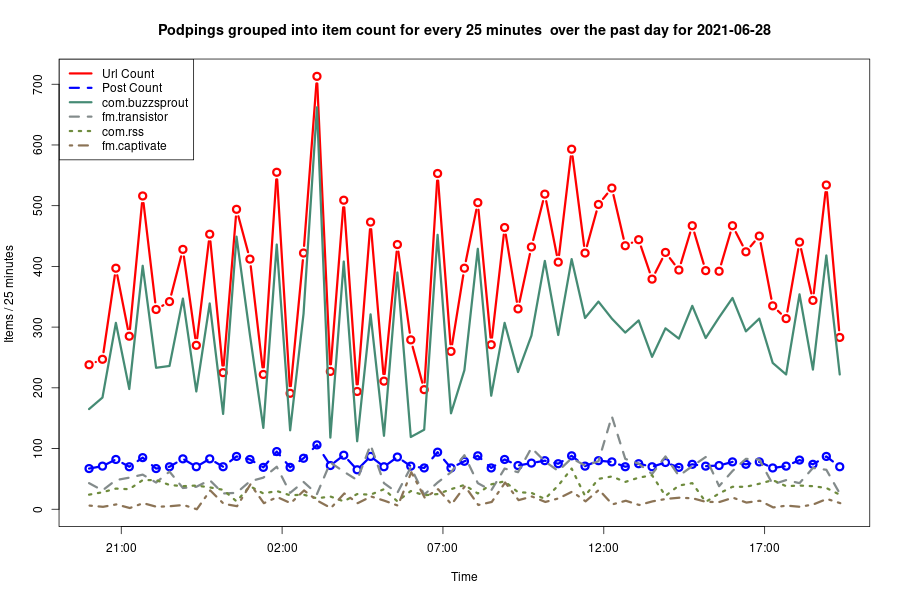 Podpings grouped into item count for every 25 minutes  over the past day for 2021-06-28
Url Count
Post Count
com.buzzsprout
fm.transistor
com.rss
fm.captivate
700
600
500
400
300
200
100
0
Items / 25 minutes
21:00 02:00 07:00 12:00 17:00
Time